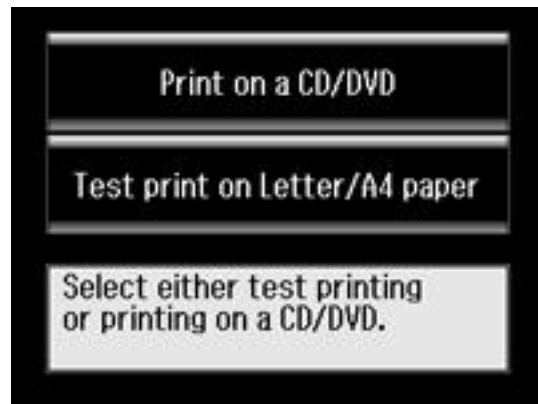 Print on a CD/DVD
Test print on Letter/A4 paper
Select either test printing
or printing on a CD/DVD.